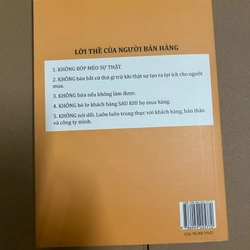 LỜI THỀ CỦA NGƯỜI BÁN HÀNG
1. KHÔNG BÓP MÉO SỰ THẬT.
2. KHÔNG bán bất cứ thứ gì trừ khi thật sự tạo ra lợi ích cho người
mua.
3. KHÔNG hứa nếu không làm được.
4. KHÔNG bỏ lơ khách hàng SAU KHI họ mua hàng.
5. KHÔNG nói dối. Luôn luôn trung thực với khách hàng, bản thân
và công ty mình.